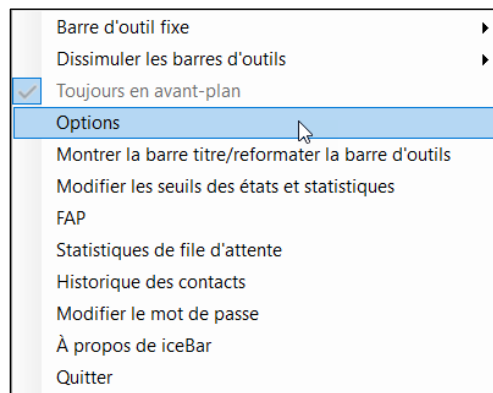 Barre d'outil fixe
Dissimuler les barres d'outils
Toujours en avant-plan
Options
Montrer la barre titre/reformater la barre d'outils
Modifier les seuils des états et statistiques
FAP
Statistiques de file d'attente
Historique des contacts
Modifier le mot de passe
À propos de iceBar
Quitter